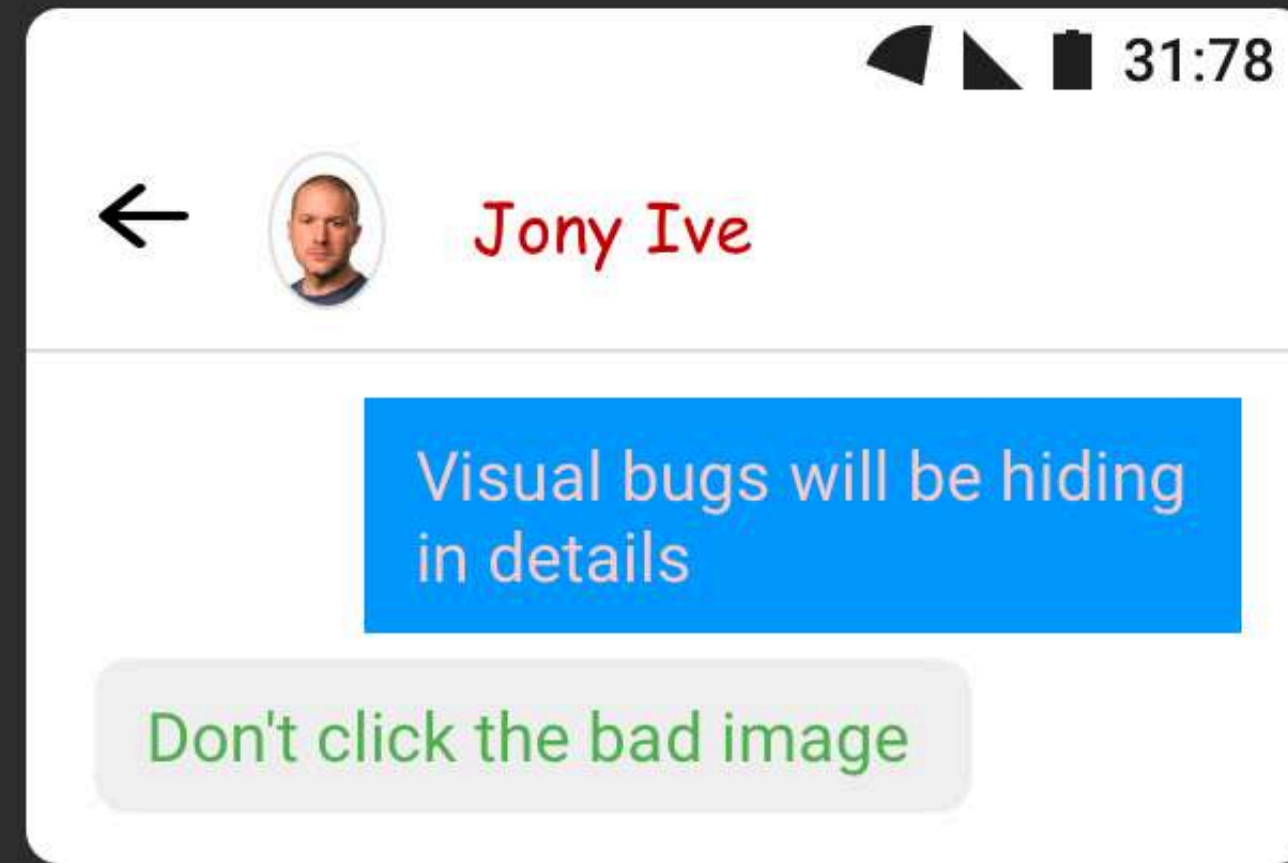 31:78
Jony Ive
Visual bugs will be hiding
in details
Don't click the bad image